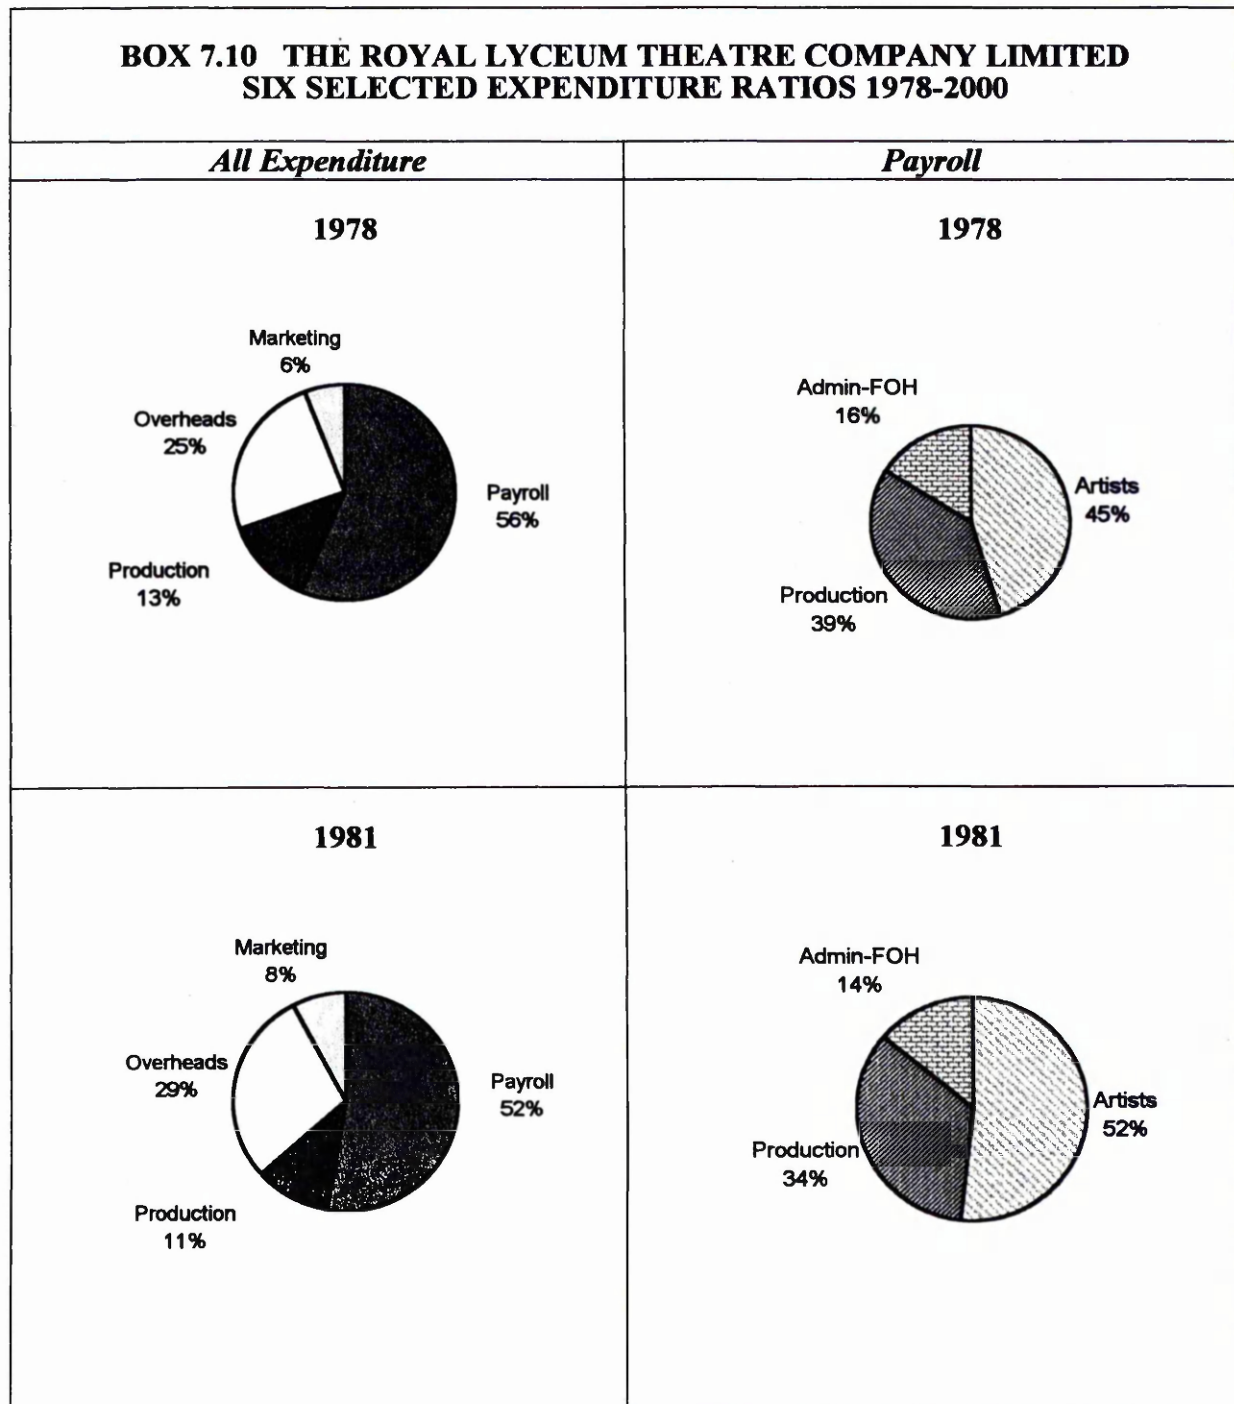 BOX 7.10 THE ROYAL LYCEUM THEATRE COMPANY LIMITED
SIX SELECTED EXPENDITURE RATIOS 1978-2000
All Expenditure
Payroll
1978
Marketing
6%
Overheads
25%
Payroll
56%
Production
13%
1978
Admin-FOH
16%
Artists
45%
Production
39%
1981
Marketing
8%
Overheads
29%
Payroll
52%
Production
11%
1981
Admin-FOH
14%
Artists
52%
Production
34%